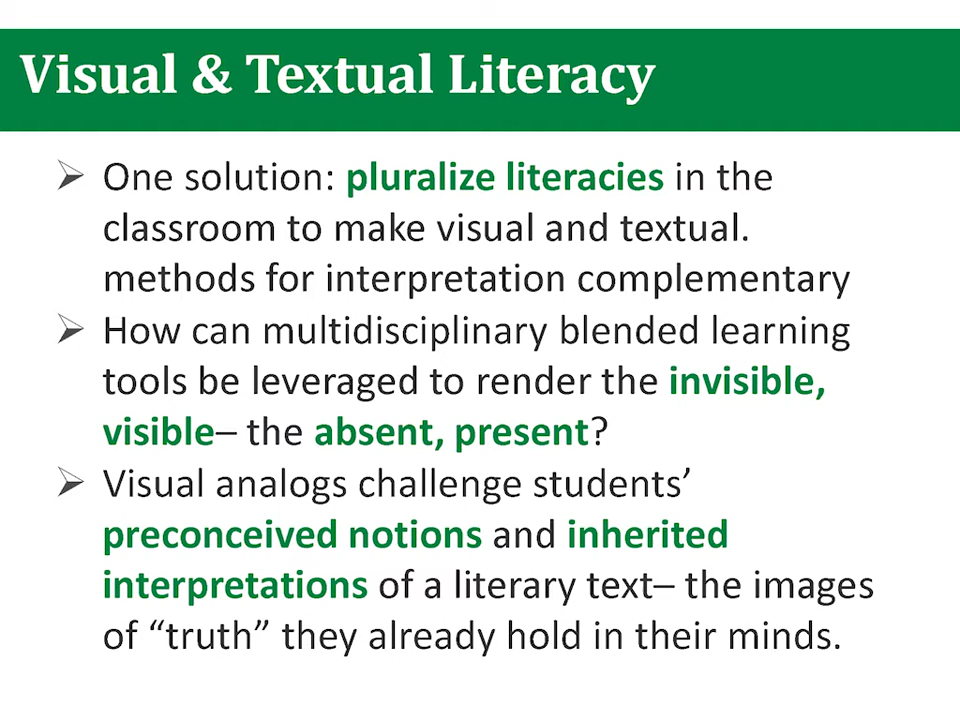 Visual & Textual Literacy
One solution: pluralize literacies in the
classroom to make visual and textual.
methods for interpretation complementary
How can multidisciplinary blended learning
tools be leveraged to render the invisible,
visible– the absent, present?
Visual analogs challenge students’
preconceived notions and inherited
interpretations of a literary text– the images
of “truth” they already hold in their minds.